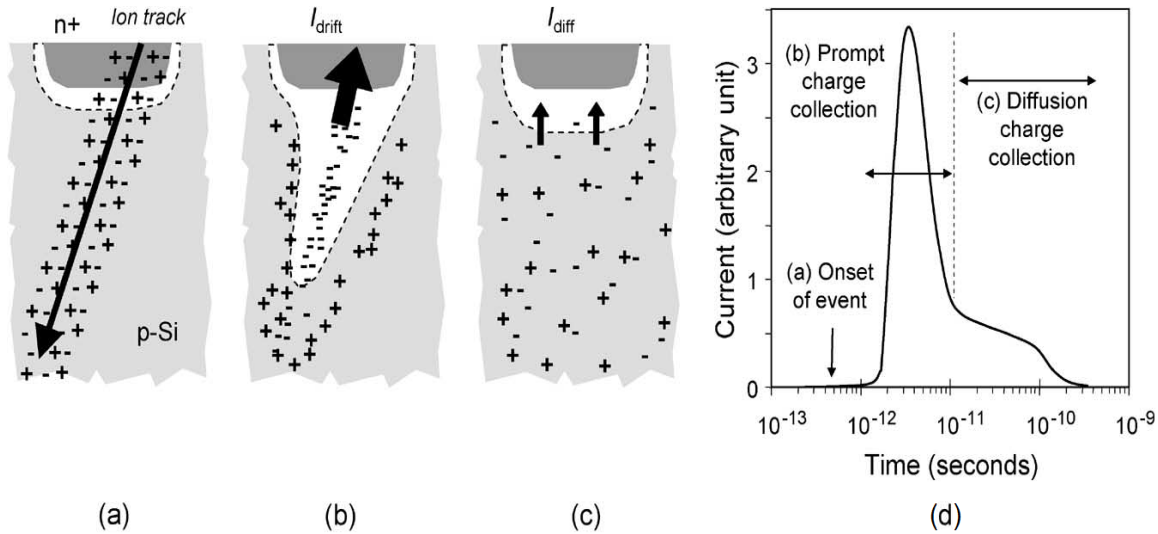 n+
Ion track
p-Si
(a)
I_drift
(b)
I_diff
(c)
Current (arbitrary unit)
3
2
1
0
(b) Prompt
charge
collection
(c) Diffusion
charge
collection
(a) Onset
of event
10⁻¹³ 10⁻¹² 10⁻¹¹ 10⁻¹⁰ 10⁻⁹
Time (seconds)
(d)